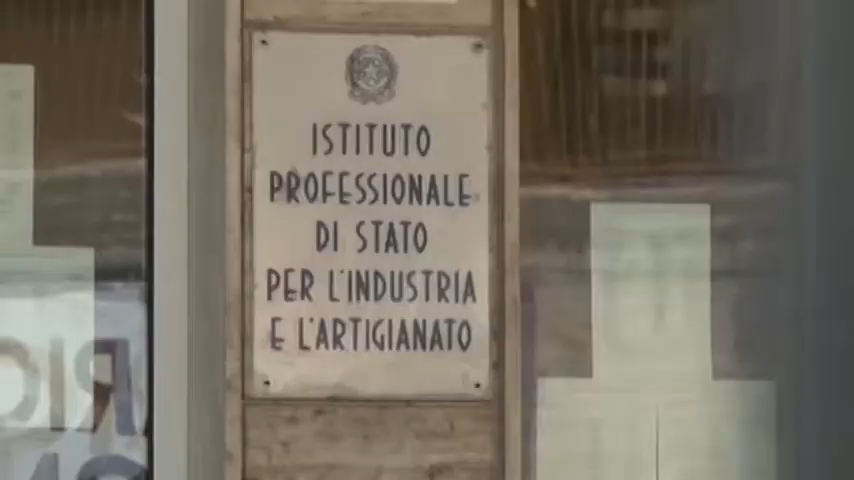 ISTITUTO
PROFESSIONALE
DI STATO
PER L'INDUSTRIA
E L'ARTIGIANATO